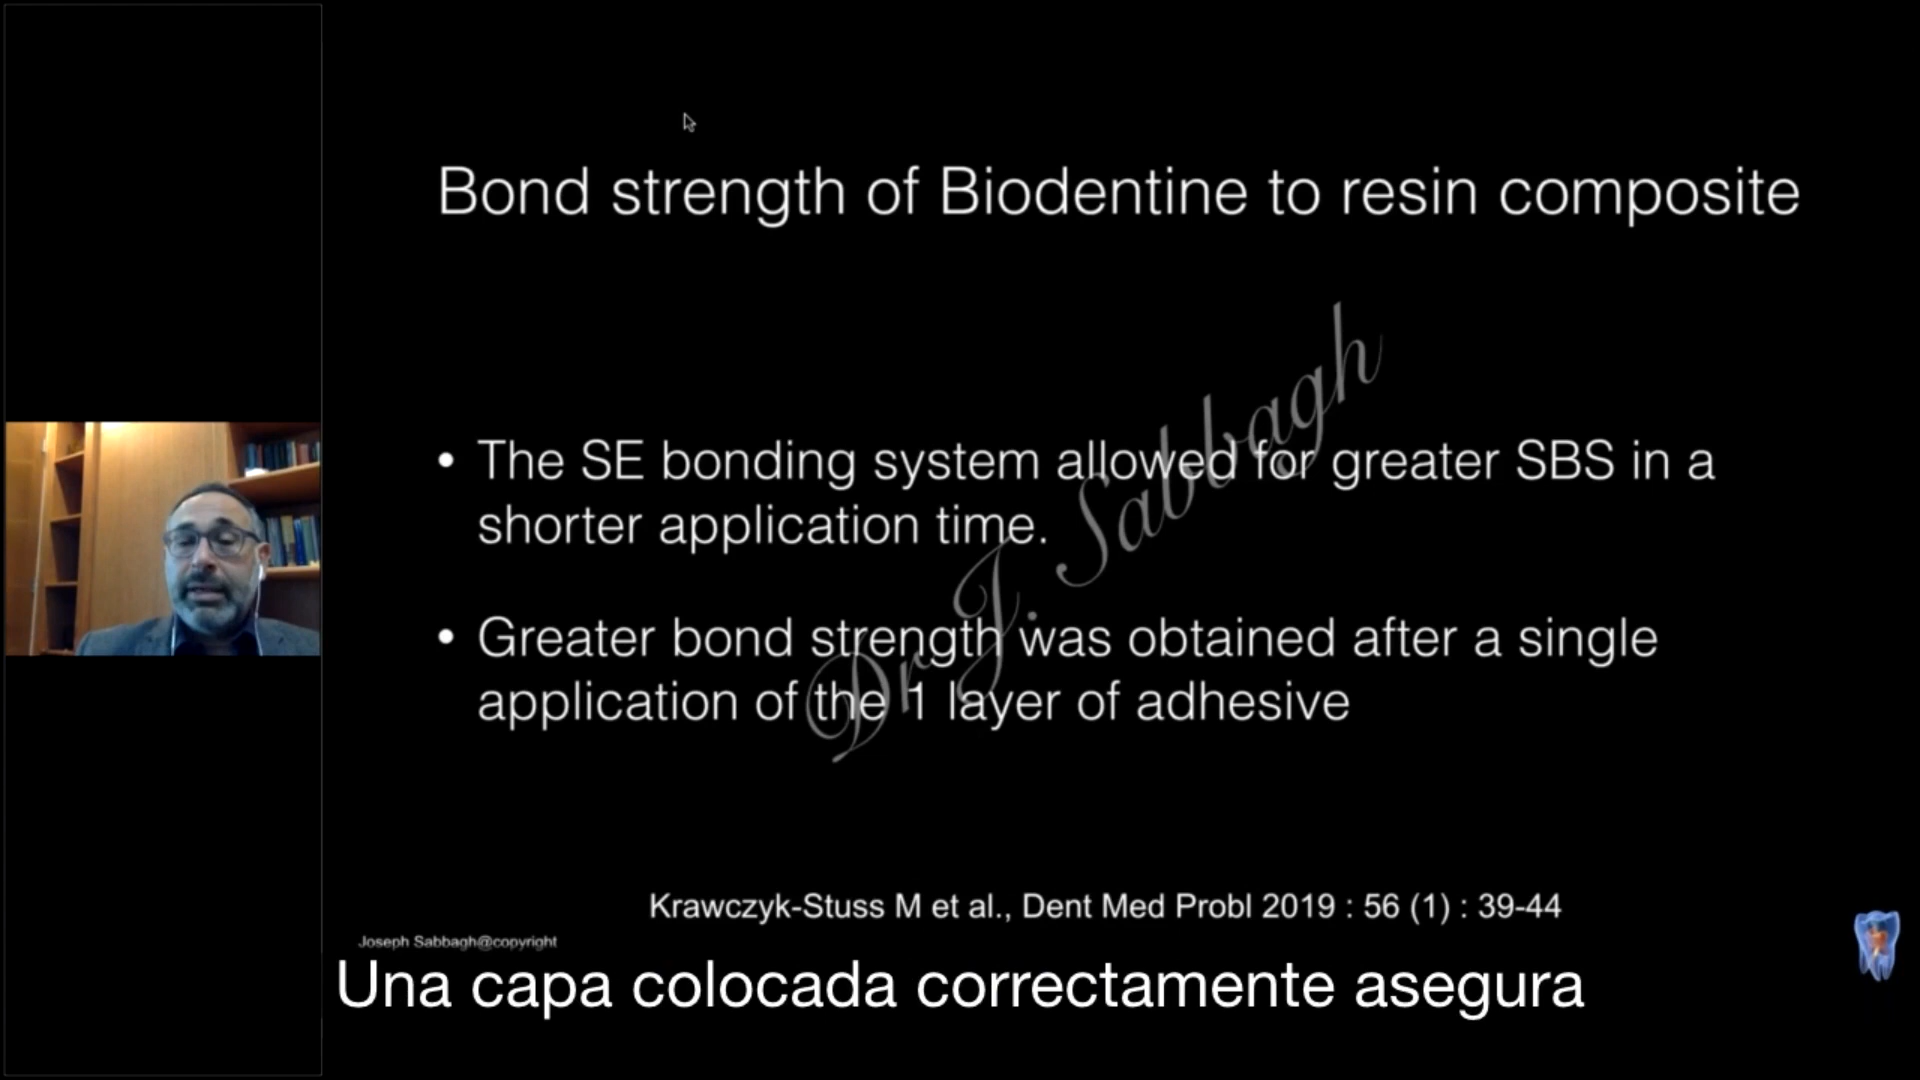 Bond strength of Biodentine to resin composite
• The SE bonding system allowed for greater SBS in a
shorter application time.
• Greater bond strength was obtained after a single
application of the 1 layer of adhesive
Dr J. Sabbagh
Krawczyk-Stuss M et al., Dent Med Probl 2019 : 56 (1) : 39-44
Joseph Sabbagh@copyright
Una capa colocada correctamente asegura